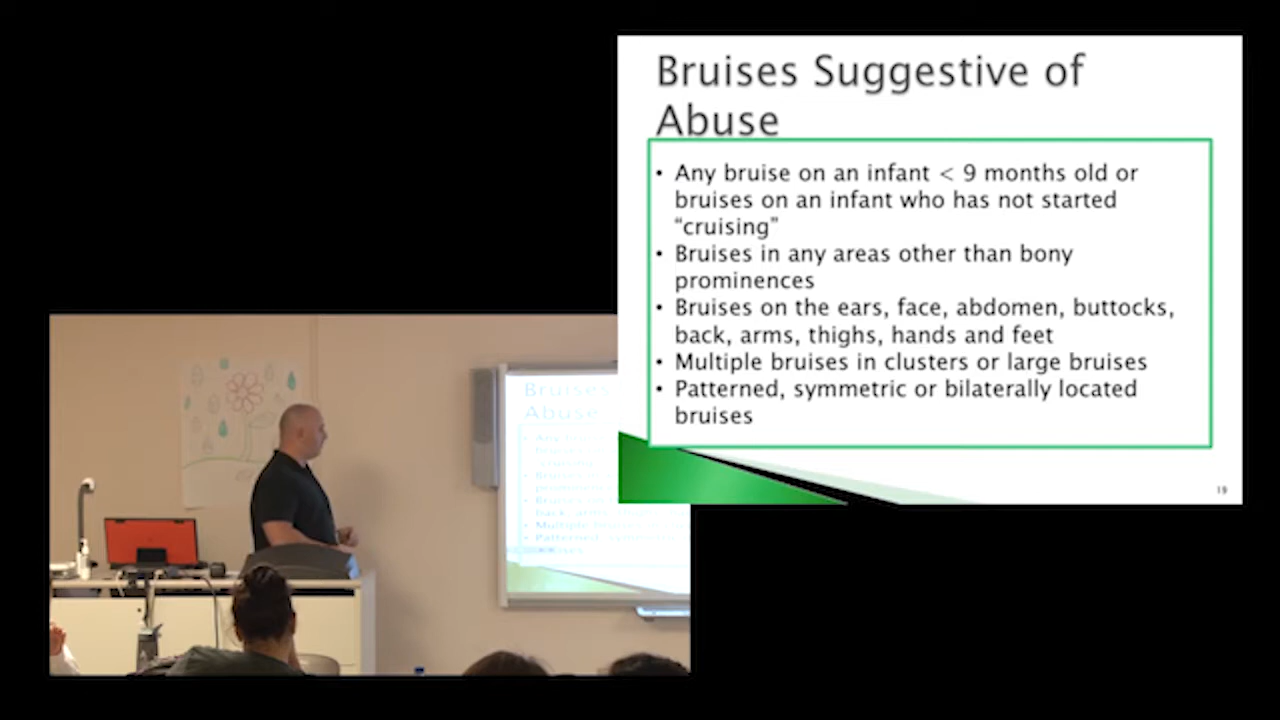 Bruises Suggestive of
Abuse
• Any bruise on an infant < 9 months old or
bruises on an infant who has not started
“cruising”
• Bruises in any areas other than bony
prominences
• Bruises on the ears, face, abdomen, buttocks,
back, arms, thighs, hands and feet
• Multiple bruises in clusters or large bruises
• Patterned, symmetric or bilaterally located
bruises
19
Bruises
Abuse